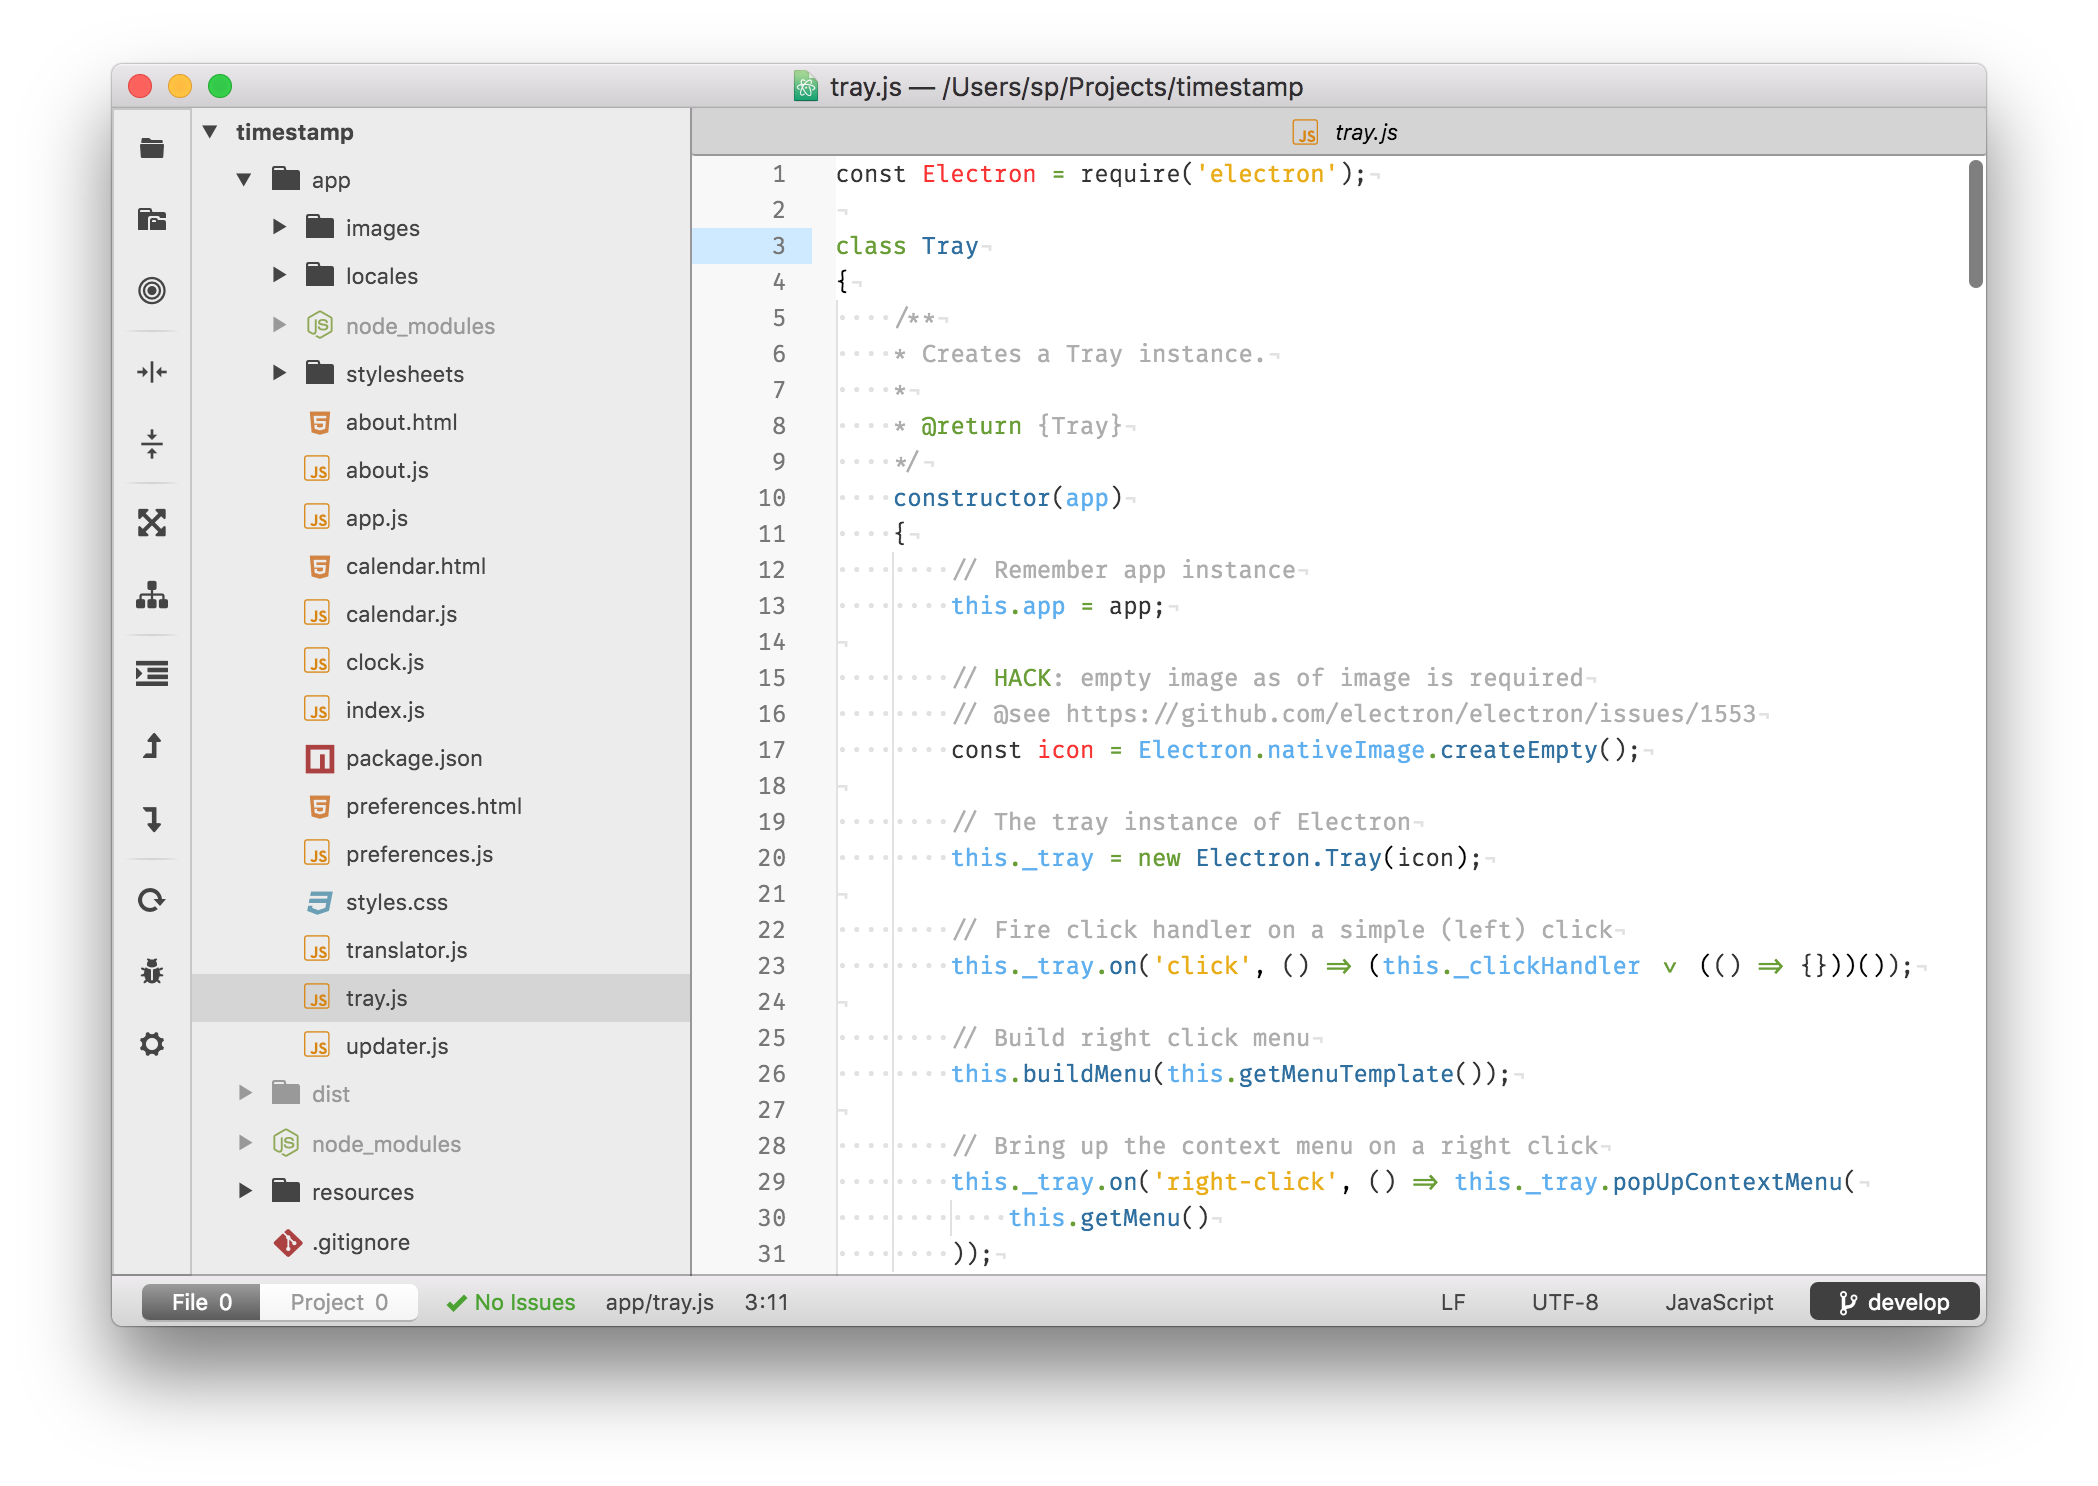 tray.js — /Users/sp/Projects/timestamp
timestamp
app
images
locales
node_modules
stylesheets
about.html
about.js
app.js
calendar.html
calendar.js
clock.js
index.js
package.json
preferences.html
preferences.js
styles.css
translator.js
tray.js
updater.js
dist
node_modules
resources
.gitignore
tray.js
1 const Electron = require('electron');
2
3 class Tray
4 {
5 /**
6 * Creates a Tray instance.
7 *
8 * @return {Tray}
9 */
10 constructor(app)
11 {
12 // Remember app instance
13 this.app = app;
14
15 // HACK: empty image as of image is required
16 // @see https://github.com/electron/electron/issues/1553
17 const icon = Electron.nativeImage.createEmpty();
18
19 // The tray instance of Electron
20 this._tray = new Electron.Tray(icon);
21
22 // Fire click handler on a simple (left) click
23 this._tray.on('click', () ⇒ (this._clickHandler ∨ (() ⇒ {}))());
24
25 // Build right click menu
26 this.buildMenu(this.getMenuTemplate());
27
28 // Bring up the context menu on a right click
29 this._tray.on('right-click', () ⇒ this._tray.popUpContextMenu(
30 this.getMenu()
31 ));
File 0 Project 0 No Issues app/tray.js 3:11 LF UTF-8 JavaScript develop